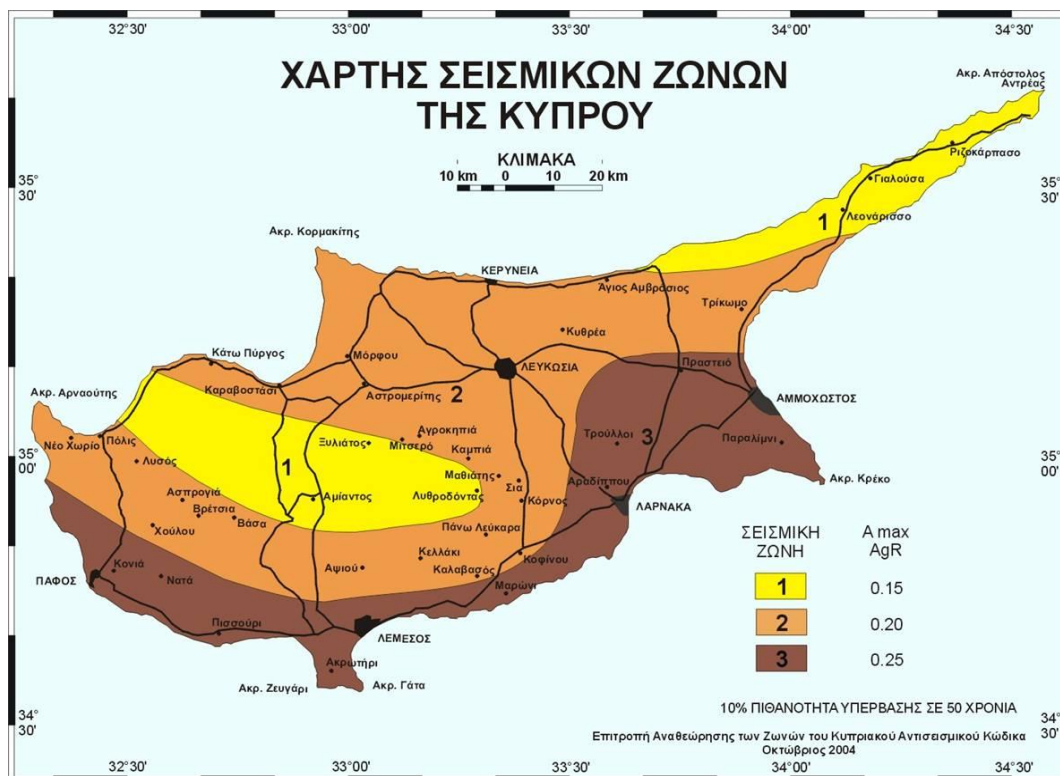 32°30'
33°00'
33°30'
34°00'
34°30'
ΧΑΡΤΗΣ ΣΕΙΣΜΙΚΩΝ ΖΩΝΩΝ
ΤΗΣ ΚΥΠΡΟΥ
ΚΛΙΜΑΚΑ
10 km 0 10 20 km
Ακρ. Απόστολος
Αντρέας
Ριζοκάρπασο
35°
30'
35°
30'
Γιαλούσα
Λεονάρισσο
1
Ακρ. Κορμακίτης
ΚΕΡΥΝΕΙΑ
Άγιος Αμβρόσιος
Τρίκωμο
Κυθρέα
Κάτω Πύργος
Μόρφου
ΛΕΥΚΩΣΙΑ
Πραστειό
Ακρ. Αρναούτης
Καραβοστάσι
Αστρομερίτης
2
ΑΜΜΟΧΩΣΤΟΣ
Νέο Χωρίο
Πόλις
Ξυλιάτος
Αγροκηπιά
Μιτσερό
Τρούλλοι
3
Παραλίμνι
35°
00'
35°
00'
Λυσός
1
Καμπιά
Μαθιάτης
Σια
Αραδίππου
Ακρ. Κρέκο
Ασπρογιά
Βρέτσια
Βάσα
Αμίαντος
Λυθροδόντας
Κόρνος
ΛΑΡΝΑΚΑ
Χούλου
Πάνω Λεύκαρα
Κελλάκι
Κοφίνου
Κονιά
ΠΑΦΟΣ
Νατά
Αψιού
Καλαβασός
Μαρώνι
Πισσούρι
ΛΕΜΕΣΟΣ
Ακρωτήρι
Ακρ. Ζευγάρι
Ακρ. Γάτα
ΣΕΙΣΜΙΚΗ
ΖΩΝΗ
A max
AgR
1 0.15
2 0.20
3 0.25
10% ΠΙΘΑΝΟΤΗΤΑ ΥΠΕΡΒΑΣΗΣ ΣΕ 50 ΧΡΟΝΙΑ
34°
30'
34°
30'
Επιτροπή Αναθεώρησης των Ζωνών του Κυπριακού Αντισεισμικού Κώδικα
Οκτώβριος 2004
32°30'
33°00'
33°30'
34°00'
34°30'